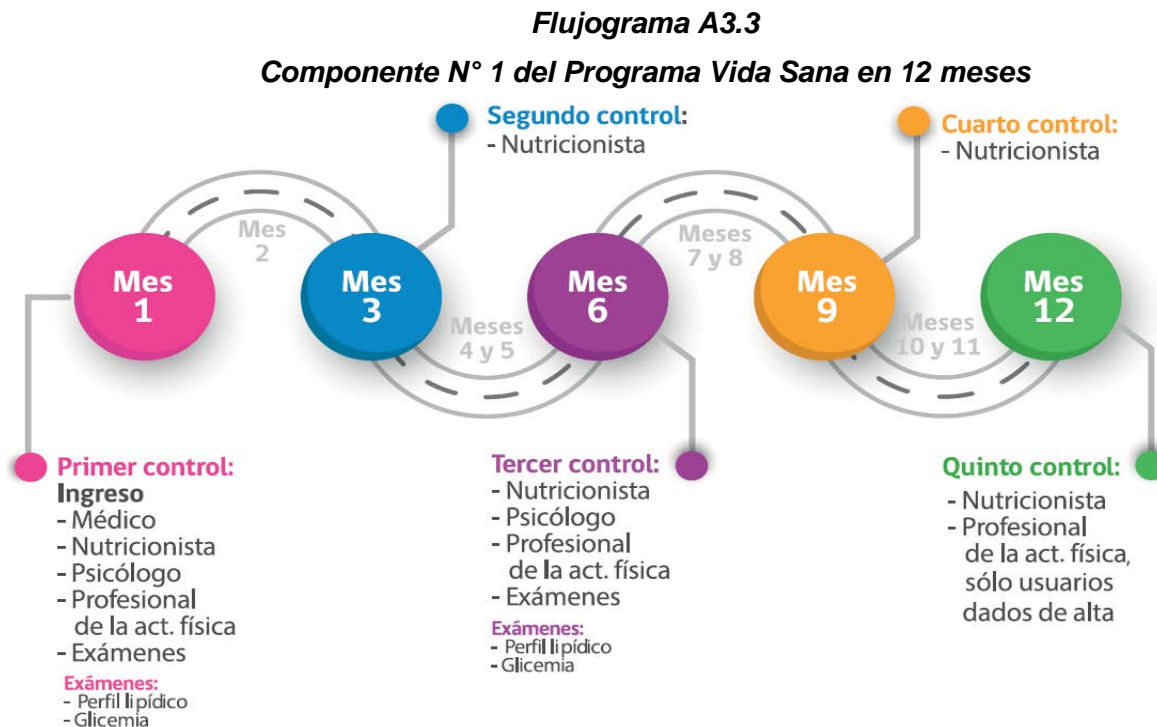 Flujograma A3.3
Componente N° 1 del Programa Vida Sana en 12 meses
Segundo control:
- Nutricionista
Cuarto control:
- Nutricionista
Mes
1
Mes
2
Mes
3
Meses
4 y 5
Mes
6
Meses
7 y 8
Mes
9
Meses
10 y 11
Mes
12
Primer control:
Ingreso
- Médico
- Nutricionista
- Psicólogo
- Profesional
de la act. física
- Exámenes
Exámenes:
- Perfil lipídico
- Glicemia
Tercer control:
- Nutricionista
- Psicólogo
- Profesional
de la act. física
- Exámenes
Exámenes:
- Perfil lipídico
- Glicemia
Quinto control:
- Nutricionista
- Profesional
de la act. física,
sólo usuarios
dados de alta